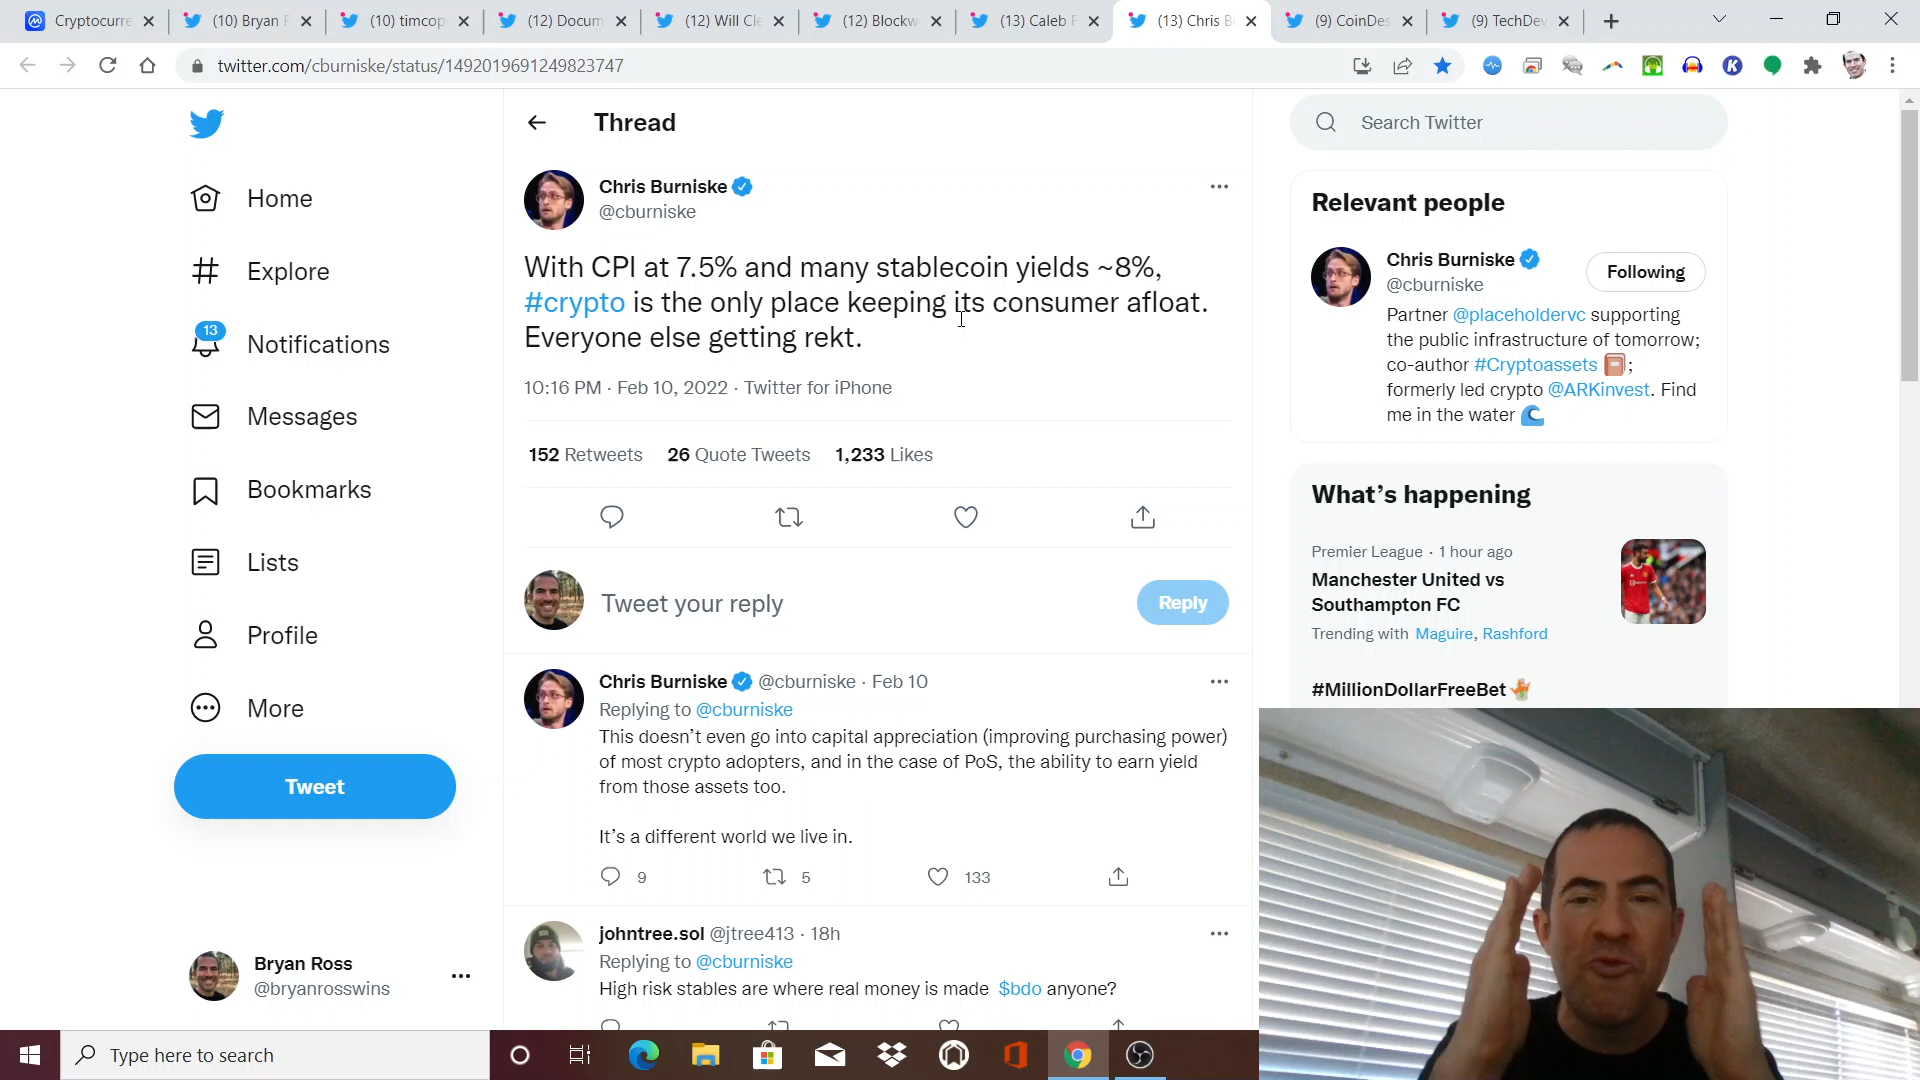 Cryptocurre
(10) Bryan R
(10) timcop
(12) Docum
(12) Will Cle
(12) Blockw
(13) Caleb F
(13) Chris B
(9) CoinDes
(9) TechDev
twitter.com/cburniske/status/1492019691249823747
Home
Explore
13
Notifications
Messages
Bookmarks
Lists
Profile
More
Tweet
Bryan Ross
@bryanrosswins
Thread
Chris Burniske
@cburniske
With CPI at 7.5% and many stablecoin yields ~8%,
#crypto is the only place keeping its consumer afloat.
Everyone else getting rekt.
10:16 PM · Feb 10, 2022 · Twitter for iPhone
152 Retweets 26 Quote Tweets 1,233 Likes
Tweet your reply
Reply
Chris Burniske @cburniske · Feb 10
Replying to @cburniske
This doesn’t even go into capital appreciation (improving purchasing power)
of most crypto adopters, and in the case of PoS, the ability to earn yield
from those assets too.
It’s a different world we live in.
9 5 133
johntree.sol @jtree413 · 18h
Replying to @cburniske
High risk stables are where real money is made $bdo anyone?
Search Twitter
Relevant people
Chris Burniske
@cburniske
Following
Partner @placeholdervc supporting
the public infrastructure of tomorrow;
co-author #Cryptoassets ;
formerly led crypto @ARKinvest. Find
me in the water
What’s happening
Premier League · 1 hour ago
Manchester United vs
Southampton FC
Trending with Maguire, Rashford
#MillionDollarFreeBet
Type here to search